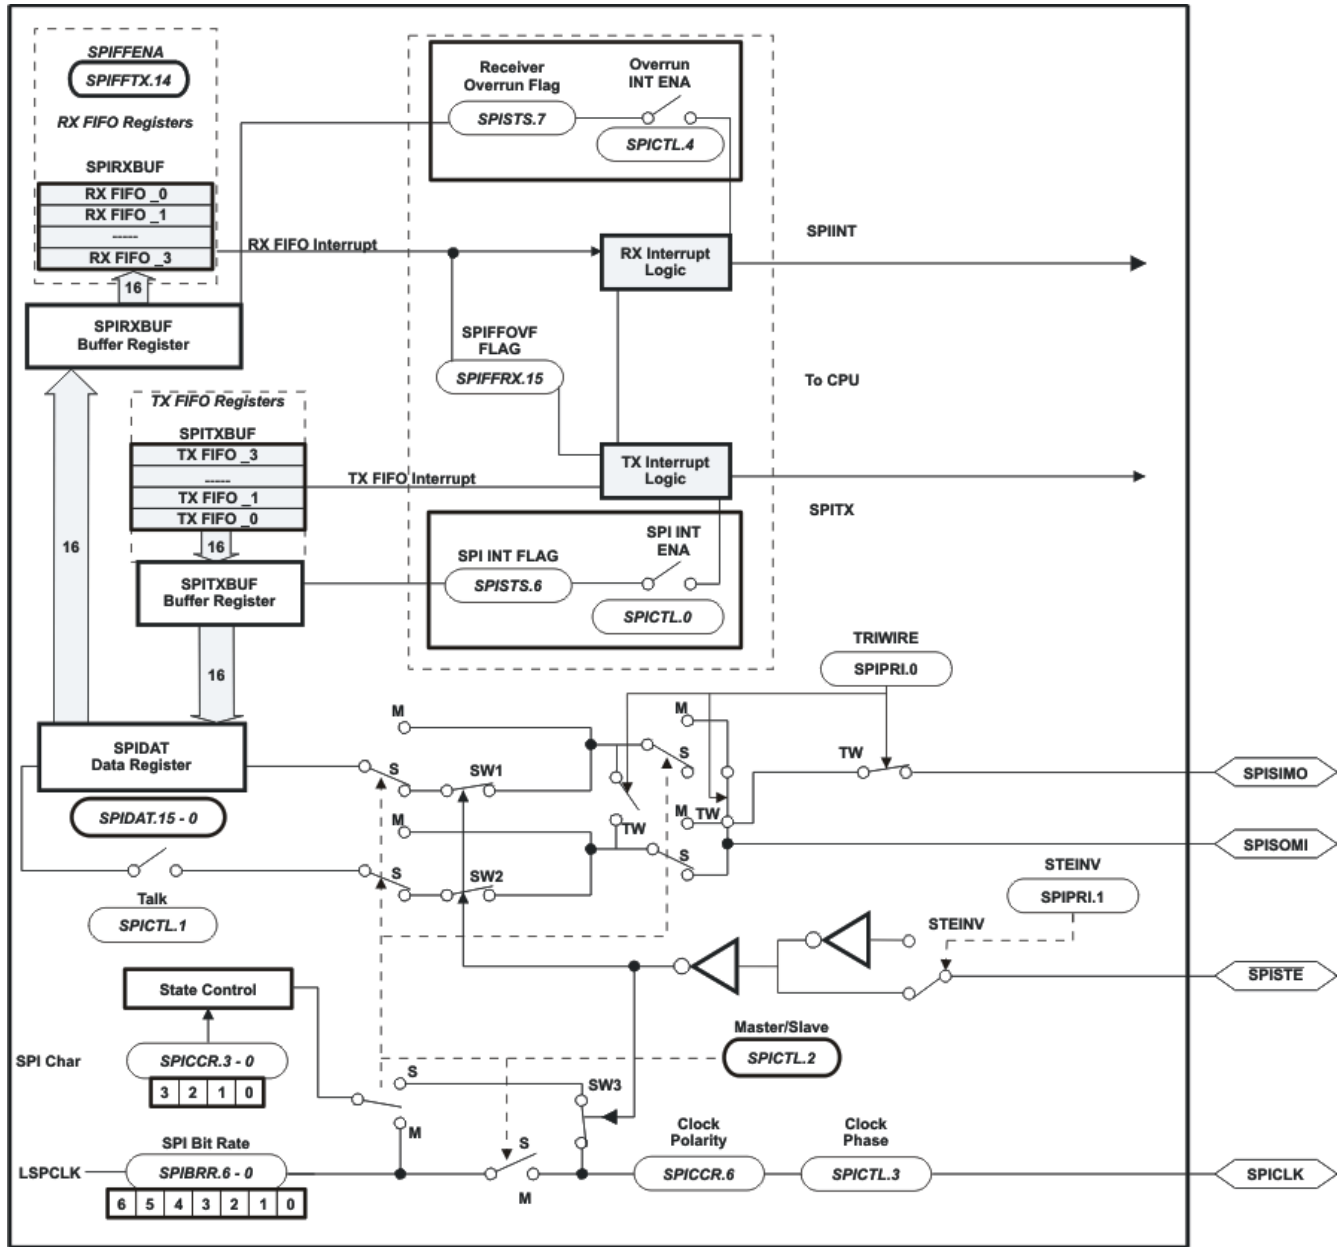 SPIFFENA
SPIFFTX.14
RX FIFO Registers
SPIRXBUF
RX FIFO _0
RX FIFO _1
-----
RX FIFO _3
16
SPIRXBUF
Buffer Register
RX FIFO Interrupt
Receiver
Overrun Flag
SPISTS.7
Overrun
INT ENA
SPICTL.4
RX Interrupt
Logic
SPIINT
SPIFFOVF
FLAG
SPIFFRX.15
To CPU
TX FIFO Registers
SPITXBUF
TX FIFO _3
-----
TX FIFO _1
TX FIFO _0
16
16
SPITXBUF
Buffer Register
TX FIFO Interrupt
TX Interrupt
Logic
SPITX
SPI INT FLAG
SPISTS.6
SPI INT
ENA
SPICTL.0
16
TRIWIRE
SPIPRI.0
SPIDAT
Data Register
SPIDAT.15 - 0
M
S
SW1
M
S
TW
M
TW
TW
SPISIMO
M
S
SW2
S
SPISOMI
Talk
SPICTL.1
STEINV
SPIPRI.1
STEINV
SPISTE
State Control
Master/Slave
SPICTL.2
SPI Char
SPICCR.3 - 0
3 2 1 0
S
M
SW3
S
M
LSPCLK
SPI Bit Rate
SPIBRR.6 - 0
6 5 4 3 2 1 0
Clock
Polarity
SPICCR.6
Clock
Phase
SPICTL.3
SPICLK